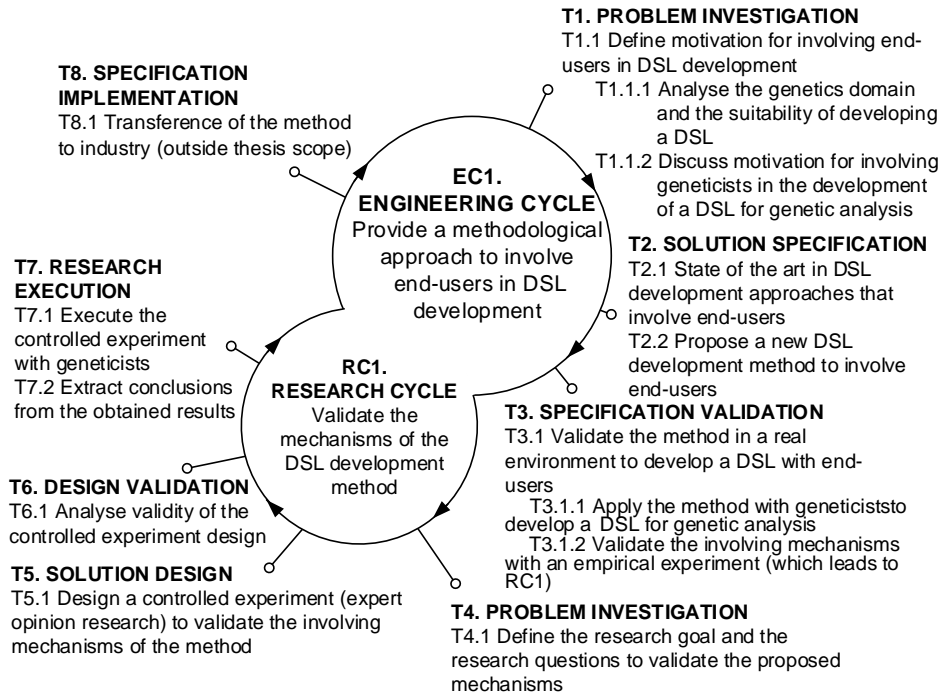 T1. PROBLEM INVESTIGATION
T1.1 Define motivation for involving end-
users in DSL development
T1.1.1 Analyse the genetics domain
and the suitability of developing
a DSL
T1.1.2 Discuss motivation for involving
geneticists in the development
of a DSL for genetic analysis
T2. SOLUTION SPECIFICATION
T2.1 State of the art in DSL
development approaches that
involve end-users
T2.2 Propose a new DSL
development method to involve
end-users
T3. SPECIFICATION VALIDATION
T3.1 Validate the method in a real
environment to develop a DSL with end-
users
T3.1.1 Apply the method with geneticiststo
develop a DSL for genetic analysis
T3.1.2 Validate the involving mechanisms
with an empirical experiment (which leads to
RC1)
T4. PROBLEM INVESTIGATION
T4.1 Define the research goal and the
research questions to validate the proposed
mechanisms
T5. SOLUTION DESIGN
T5.1 Design a controlled experiment (expert
opinion research) to validate the involving
mechanisms of the method
T6. DESIGN VALIDATION
T6.1 Analyse validity of the
controlled experiment design
T7. RESEARCH
EXECUTION
T7.1 Execute the
controlled experiment
with geneticists
T7.2 Extract conclusions
from the obtained results
T8. SPECIFICATION
IMPLEMENTATION
T8.1 Transference of the method
to industry (outside thesis scope)
EC1.
ENGINEERING CYCLE
Provide a methodological
approach to involve
end-users in DSL
development
RC1.
RESEARCH CYCLE
Validate the
mechanisms of the
DSL development
method